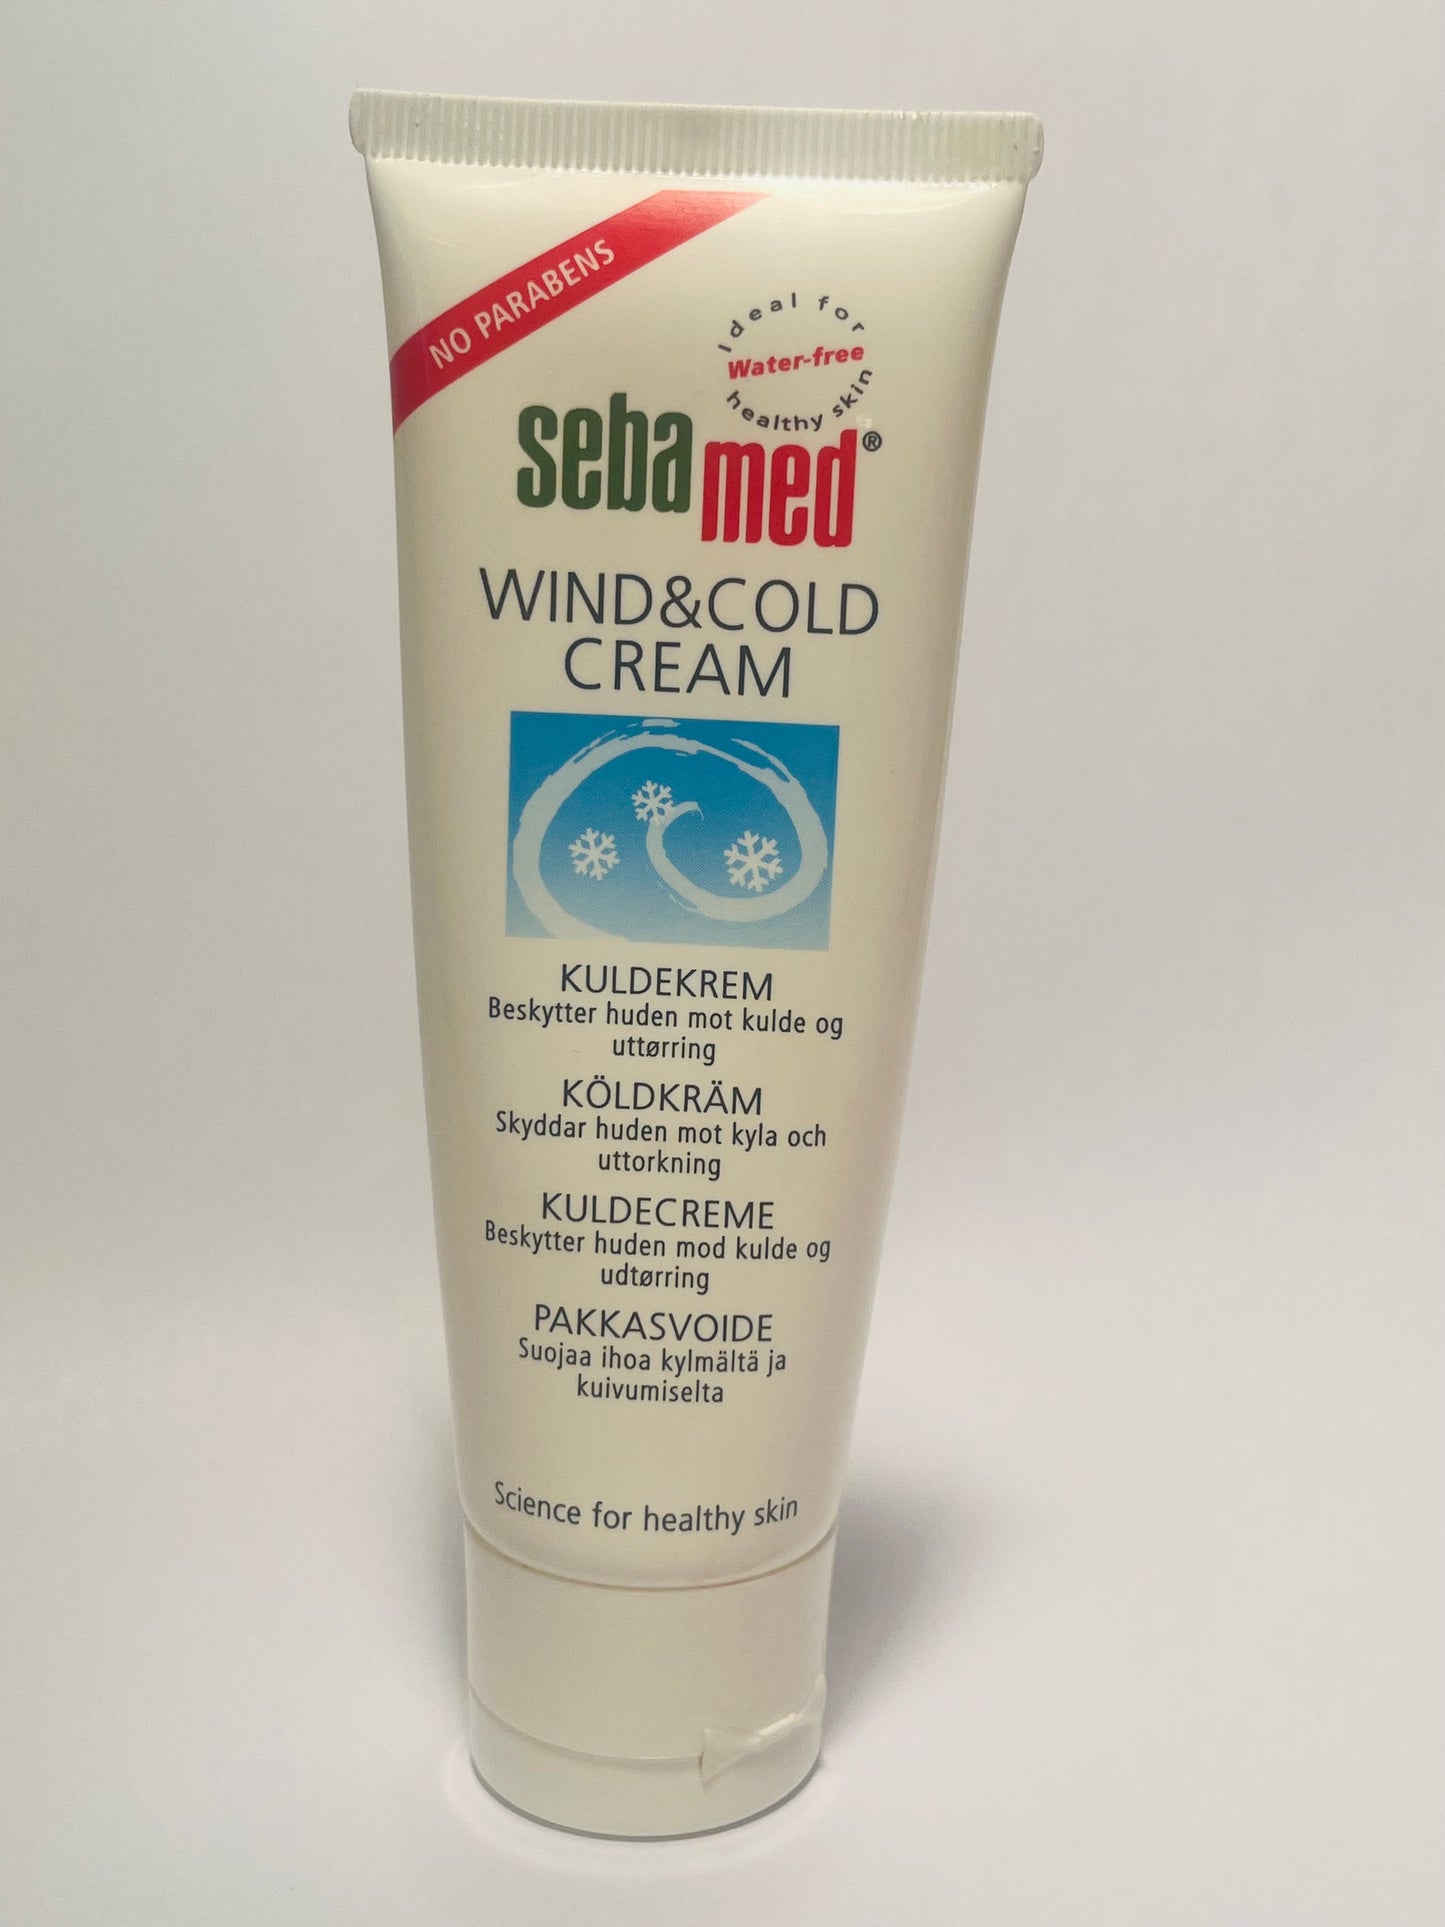 NO PARABENS
Ideal for
Water-free
healthy skin
sebamed®
WIND&COLD
CREAM
KULDEKREM
Beskytter huden mot kulde og
uttørring
KÖLDKRÄM
Skyddar huden mot kyla och
uttorkning
KULDECREME
Beskytter huden mod kulde og
udtørring
PAKKASVOIDE
Suojaa ihoa kylmältä ja
kuivumiselta
Science for healthy skin